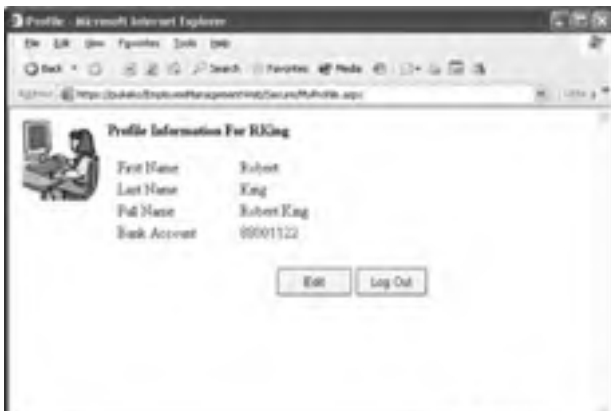 Profile - Microsoft Internet Explorer
File Edit View Favorites Tools Help
Back Search Favorites Media
Address
Profile Information For RKing
First Name Robert
Last Name King
Full Name Robert King
Bank Account
Edit Log Out